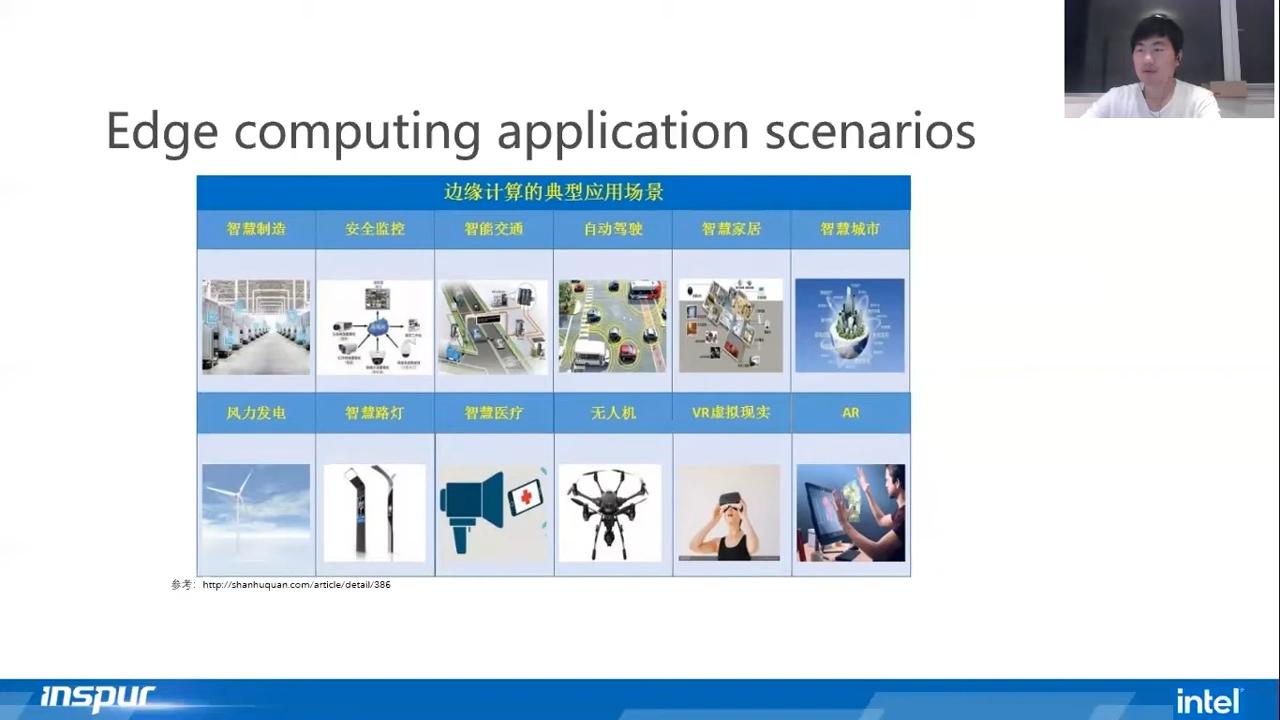 Edge computing application scenarios
边缘计算的典型应用场景
智慧制造 安全监控 智能交通 自动驾驶 智慧家居 智慧城市
风力发电 智慧路灯 智慧医疗 无人机 VR虚拟现实 AR
参考：http://shanhuquan.com/article/detail/386
inspur
intel